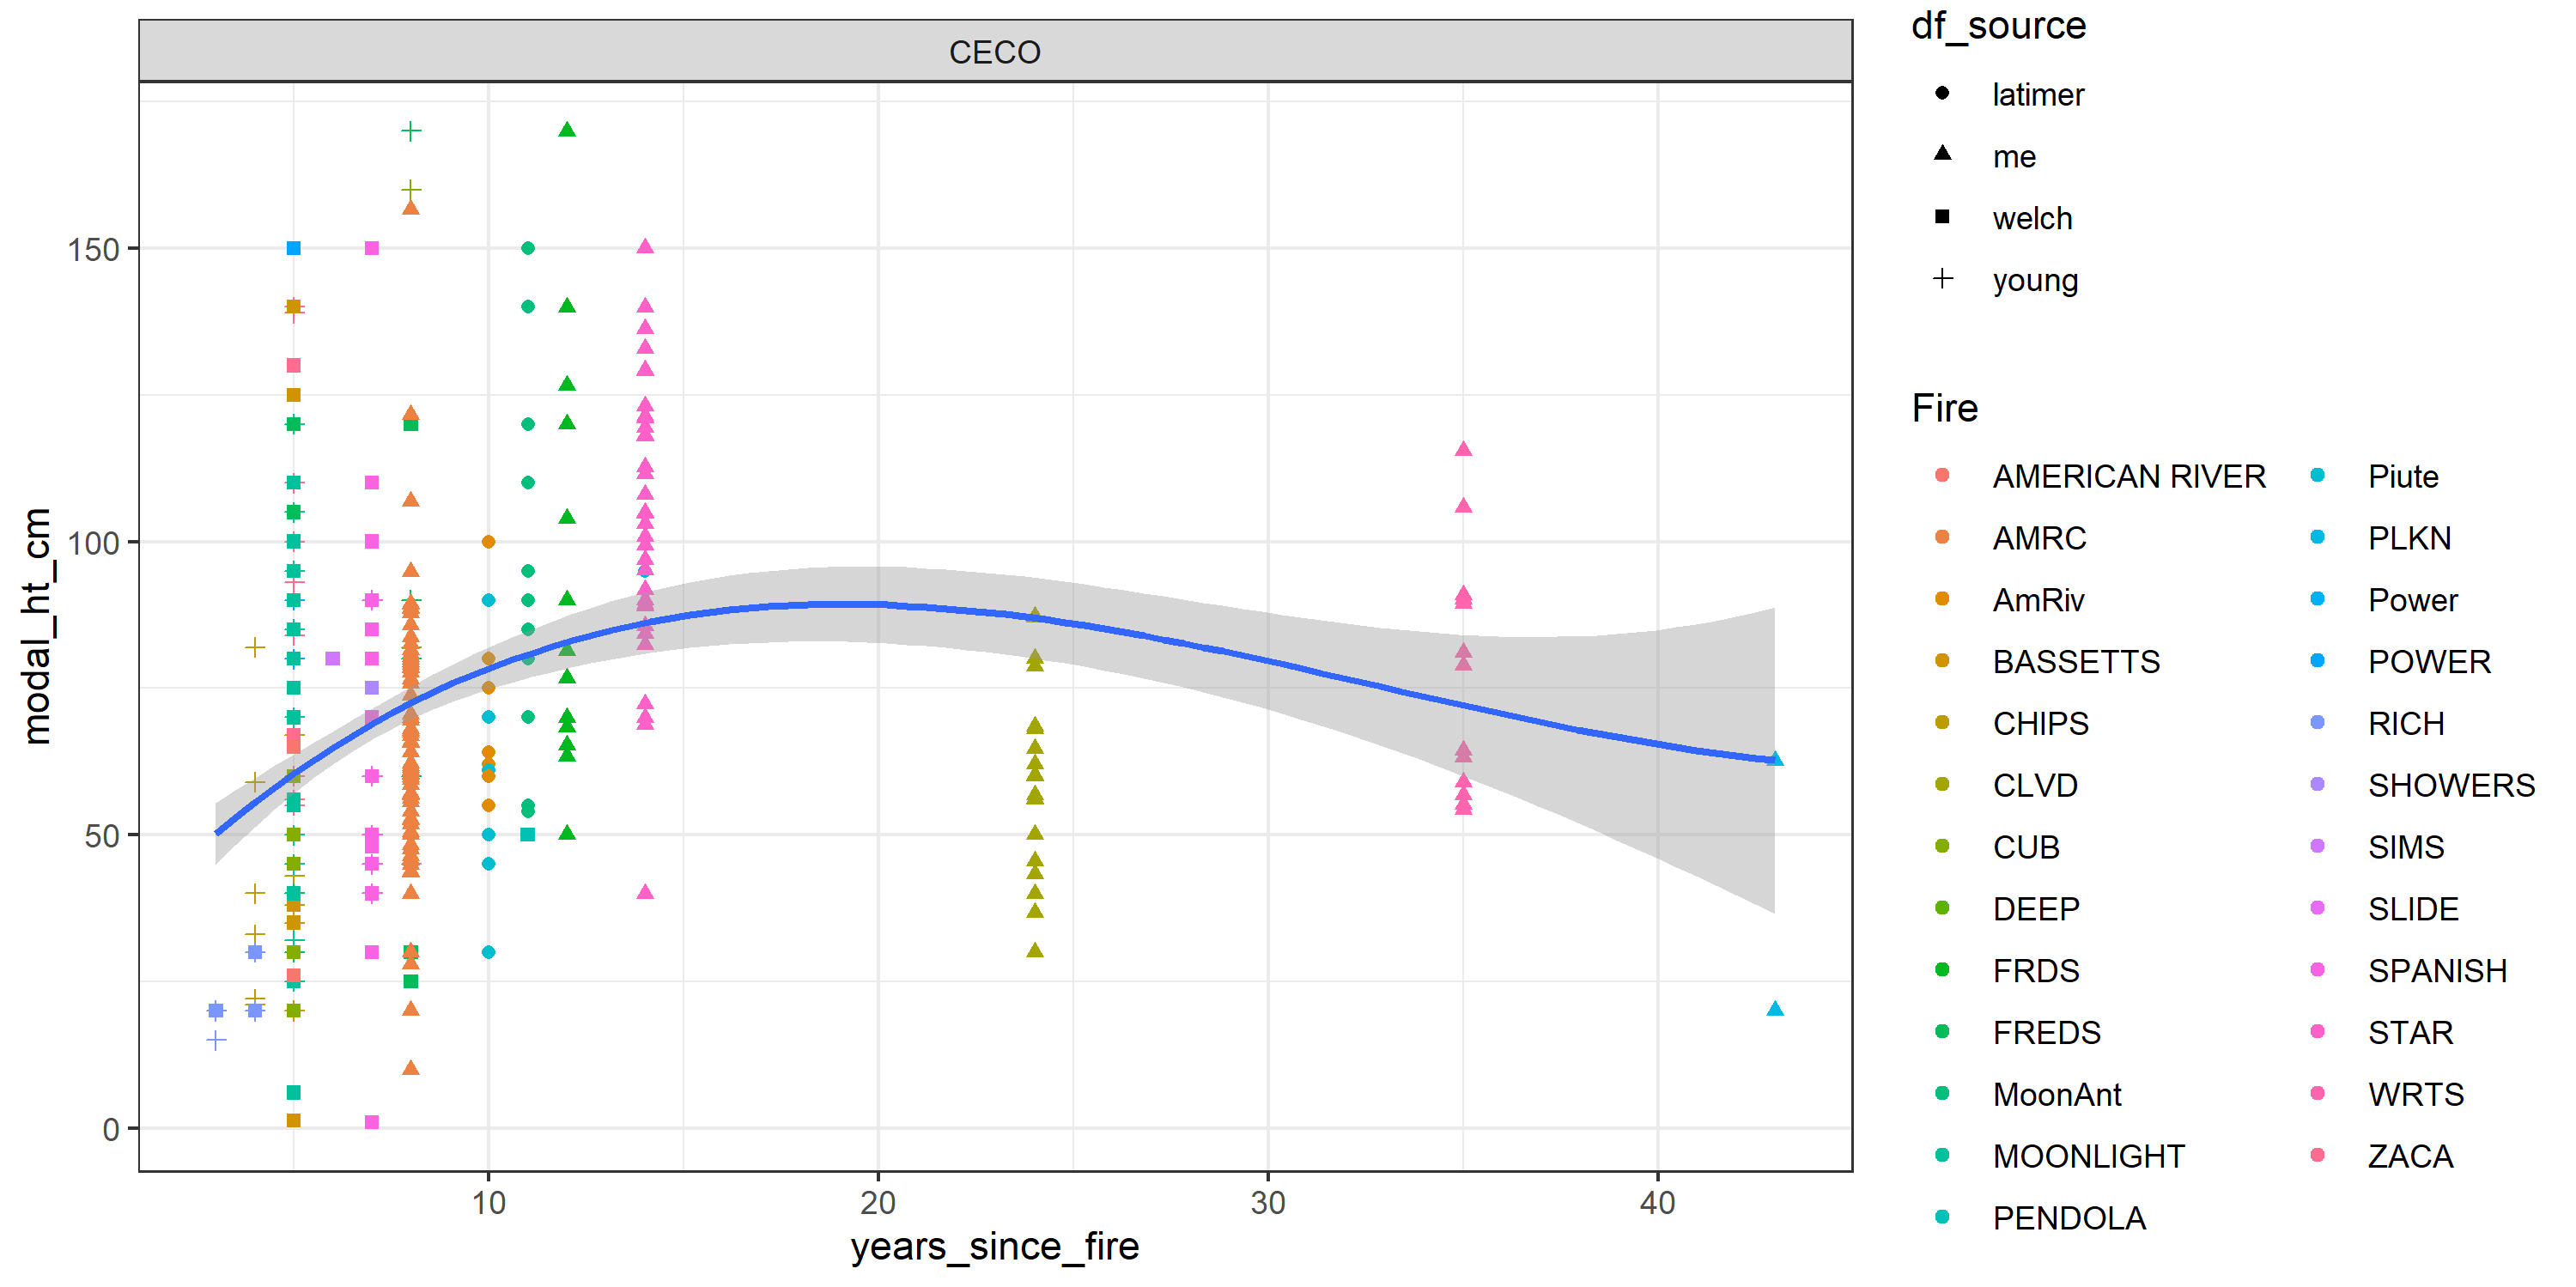 CECO
modal_ht_cm
150
100
50
0
10
20
30
40
years_since_fire
df_source
latimer
me
welch
young
Fire
AMERICAN RIVER
AMRC
AmRiv
BASSETTS
CHIPS
CLVD
CUB
DEEP
FRDS
FREDS
MoonAnt
MOONLIGHT
PENDOLA
Piute
PLKN
Power
POWER
RICH
SHOWERS
SIMS
SLIDE
SPANISH
STAR
WRTS
ZACA